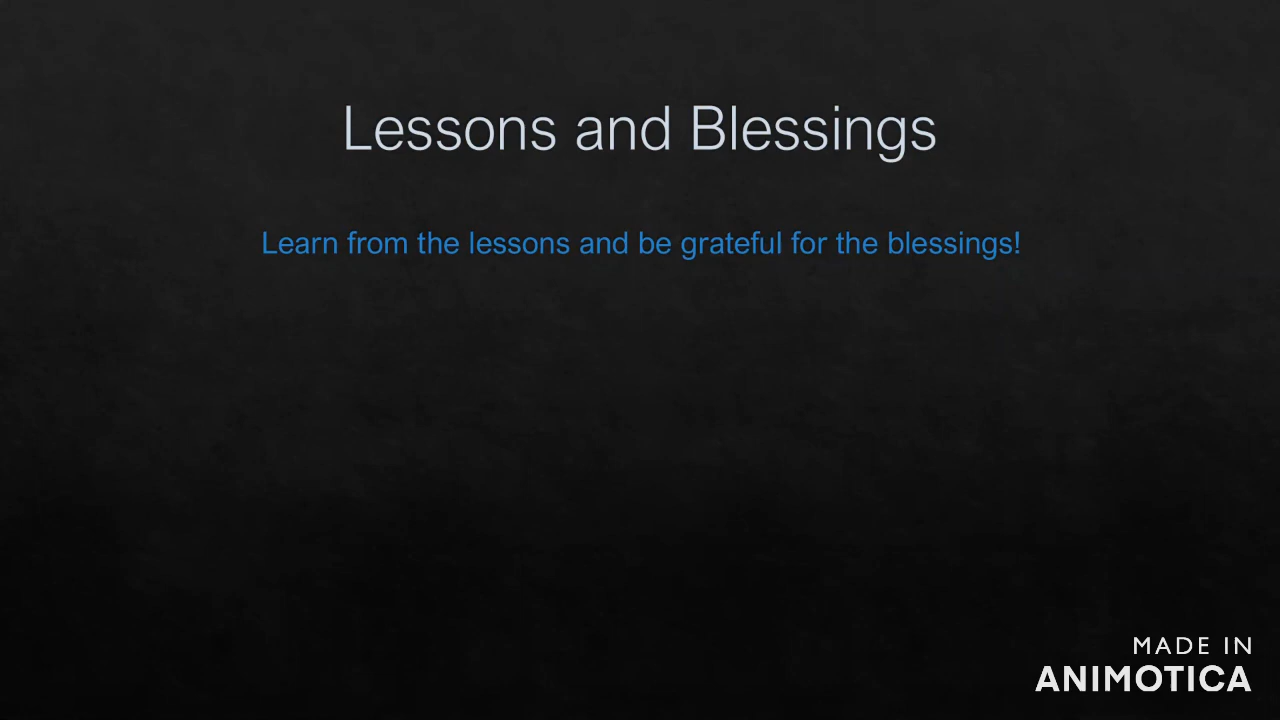 Lessons and Blessings
Learn from the lessons and be grateful for the blessings!
MADE IN
ANIMOTICA